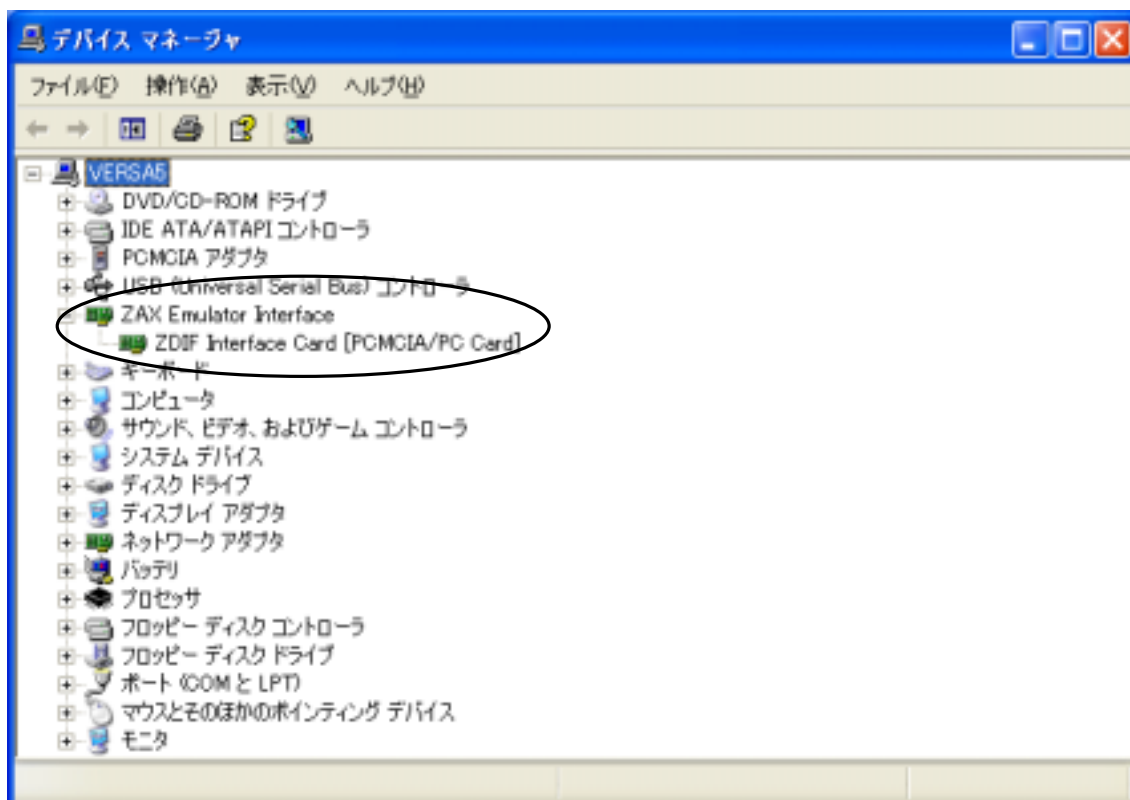 デバイス マネージャ
ファイル(F) 操作(A) 表示(V) ヘルプ(H)
VERSA5
DVD/CD-ROM ドライブ
IDE ATA/ATAPI コントローラ
PCMCIA アダプタ
USB (Universal Serial Bus) コントローラ
ZAX Emulator Interface
ZDIF Interface Card [PCMCIA/PC Card]
キーボード
コンピュータ
サウンド、ビデオ、およびゲーム コントローラ
システム デバイス
ディスク ドライブ
ディスプレイ アダプタ
ネットワーク アダプタ
バッテリ
プロセッサ
フロッピー ディスク コントローラ
フロッピー ディスク ドライブ
ポート (COM と LPT)
マウスとそのほかのポインティング デバイス
モニタ